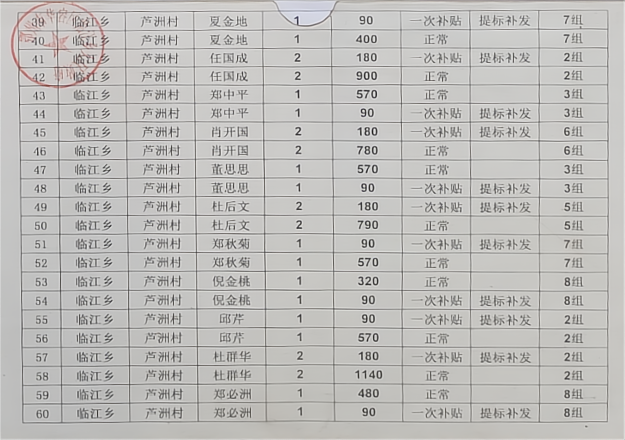 39 临江乡 芦洲村 夏金地 1 90 一次补贴 提标补发 7组
40 临江乡 芦洲村 夏金地 1 400 正常 7组
41 临江乡 芦洲村 任国成 2 180 一次补贴 提标补发 2组
42 临江乡 芦洲村 任国成 2 900 正常 2组
43 临江乡 芦洲村 郑中平 1 570 正常 3组
44 临江乡 芦洲村 郑中平 1 90 一次补贴 提标补发 3组
45 临江乡 芦洲村 肖开国 2 180 一次补贴 提标补发 6组
46 临江乡 芦洲村 肖开国 2 780 正常 6组
47 临江乡 芦洲村 董思思 1 570 正常 3组
48 临江乡 芦洲村 董思思 1 90 一次补贴 提标补发 3组
49 临江乡 芦洲村 杜后文 2 180 一次补贴 提标补发 5组
50 临江乡 芦洲村 杜后文 2 790 正常 5组
51 临江乡 芦洲村 郑秋菊 1 90 一次补贴 提标补发 7组
52 临江乡 芦洲村 郑秋菊 1 570 正常 7组
53 临江乡 芦洲村 倪金桃 1 320 正常 8组
54 临江乡 芦洲村 倪金桃 1 90 一次补贴 提标补发 8组
55 临江乡 芦洲村 邱芹 1 90 一次补贴 提标补发 2组
56 临江乡 芦洲村 邱芹 1 570 正常 2组
57 临江乡 芦洲村 杜群华 2 180 一次补贴 提标补发 2组
58 临江乡 芦洲村 杜群华 2 1140 正常 2组
59 临江乡 芦洲村 郑必洲 1 480 正常 8组
60 临江乡 芦洲村 郑必洲 1 90 一次补贴 提标补发 8组